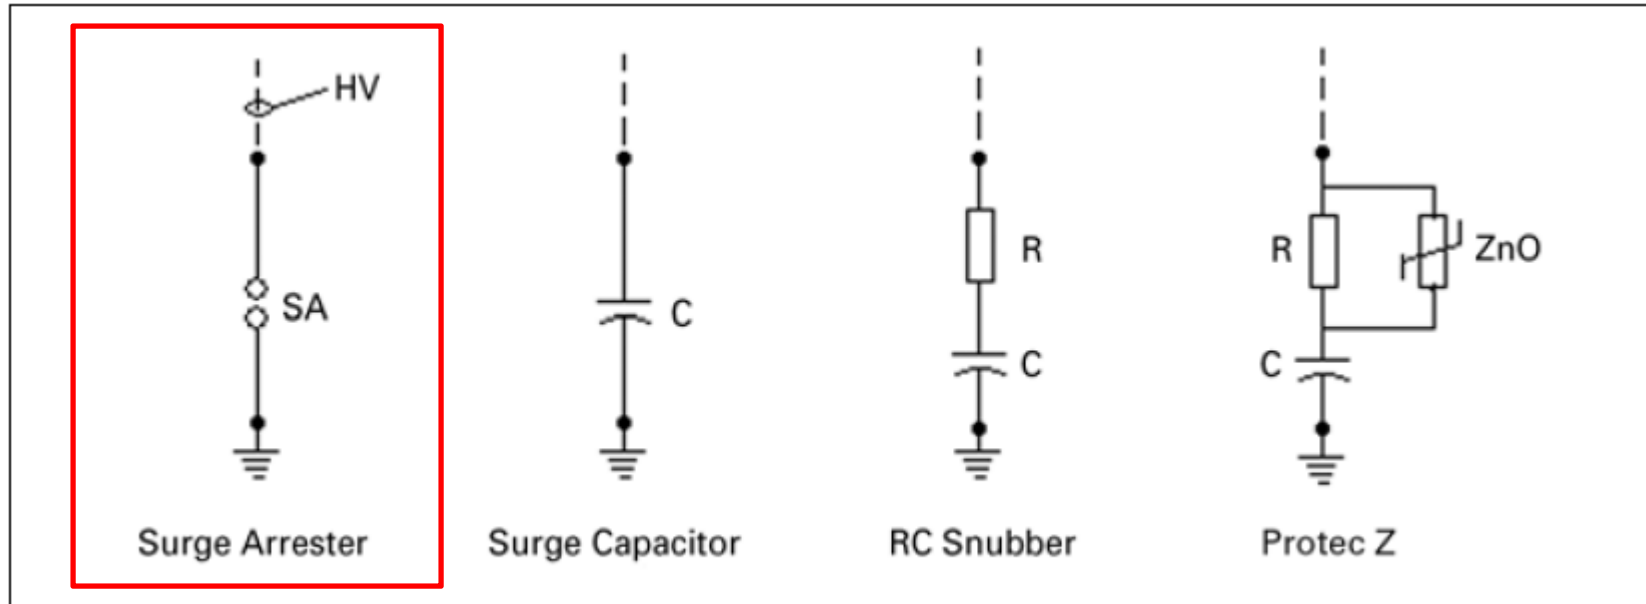 HV
SA
Surge Arrester
C
Surge Capacitor
R
C
RC Snubber
R
ZnO
C
Protec Z